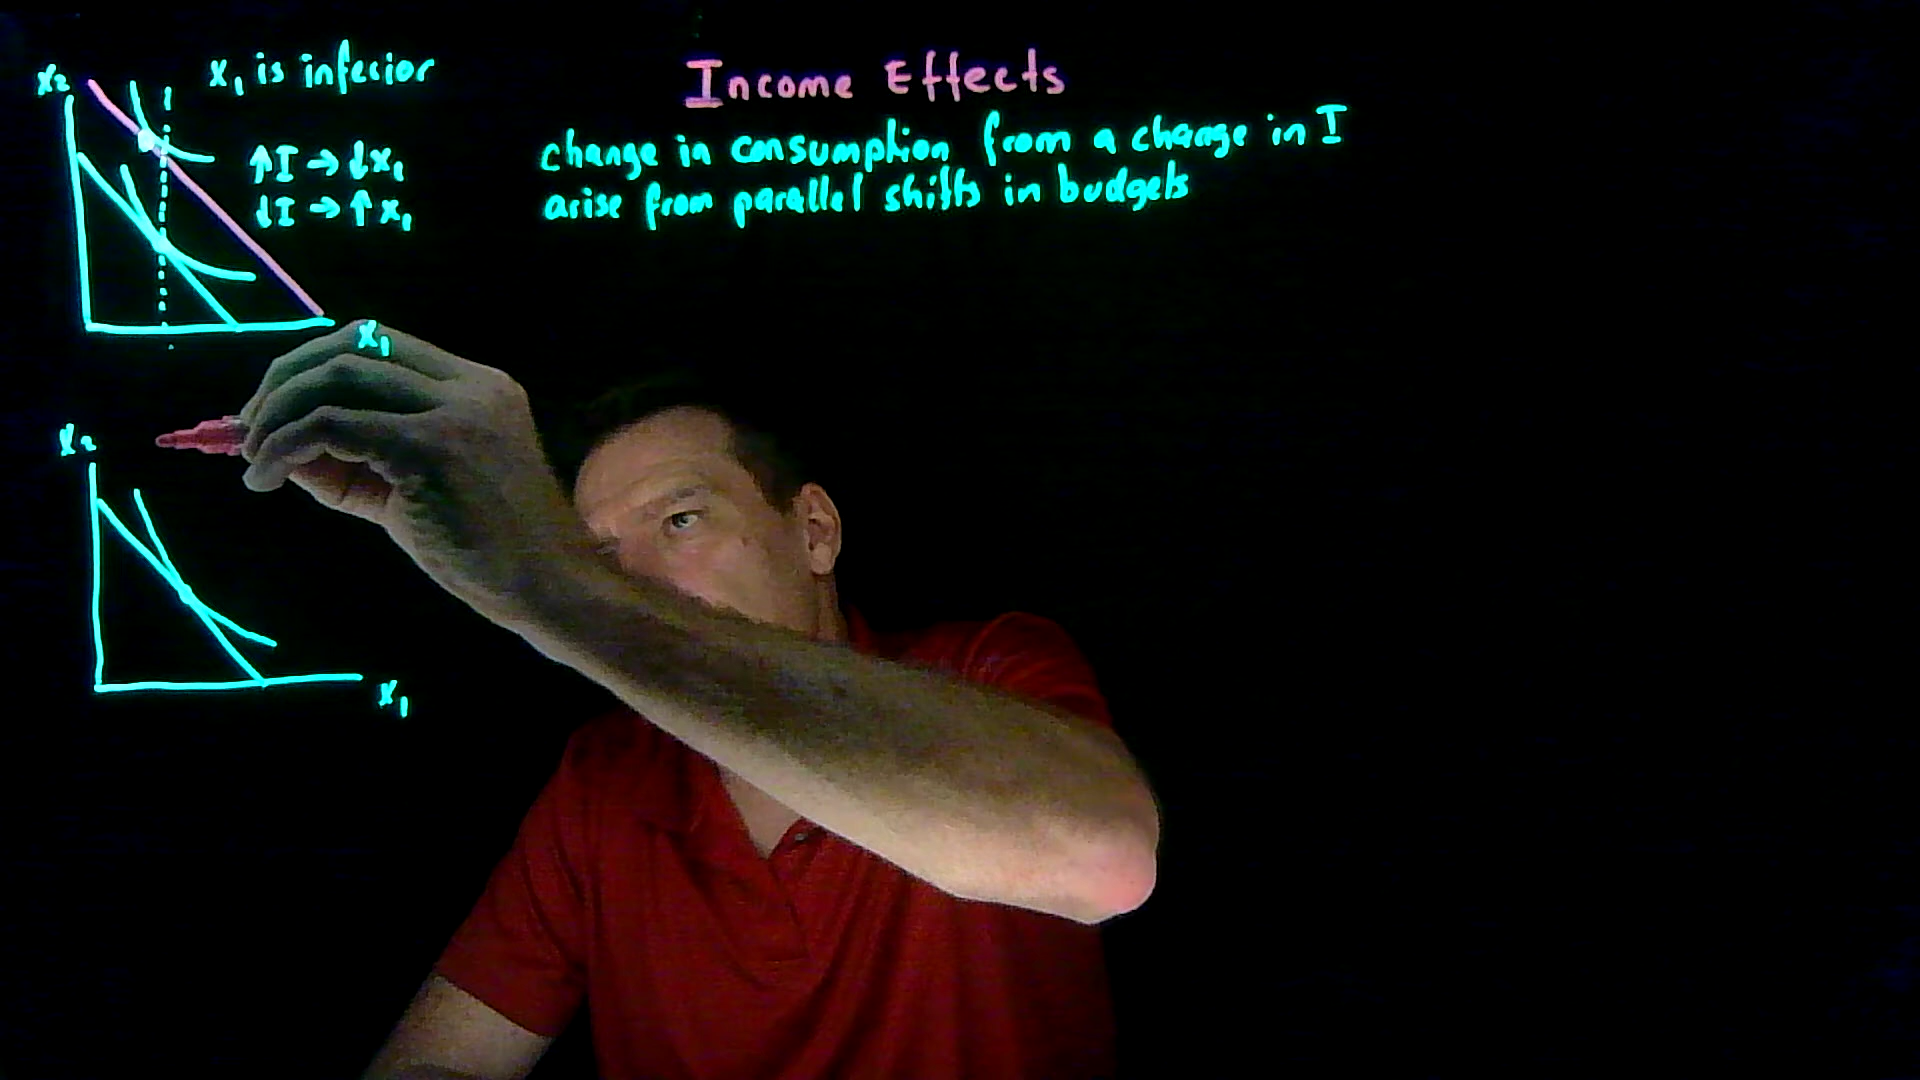 Income Effects
change in consumption from a change in I
arise from parallel shifts in budgets
x₁ is inferior
↑I → ↓x₁
↓I → ↑x₁
x₂
x₁
x₂
x₁